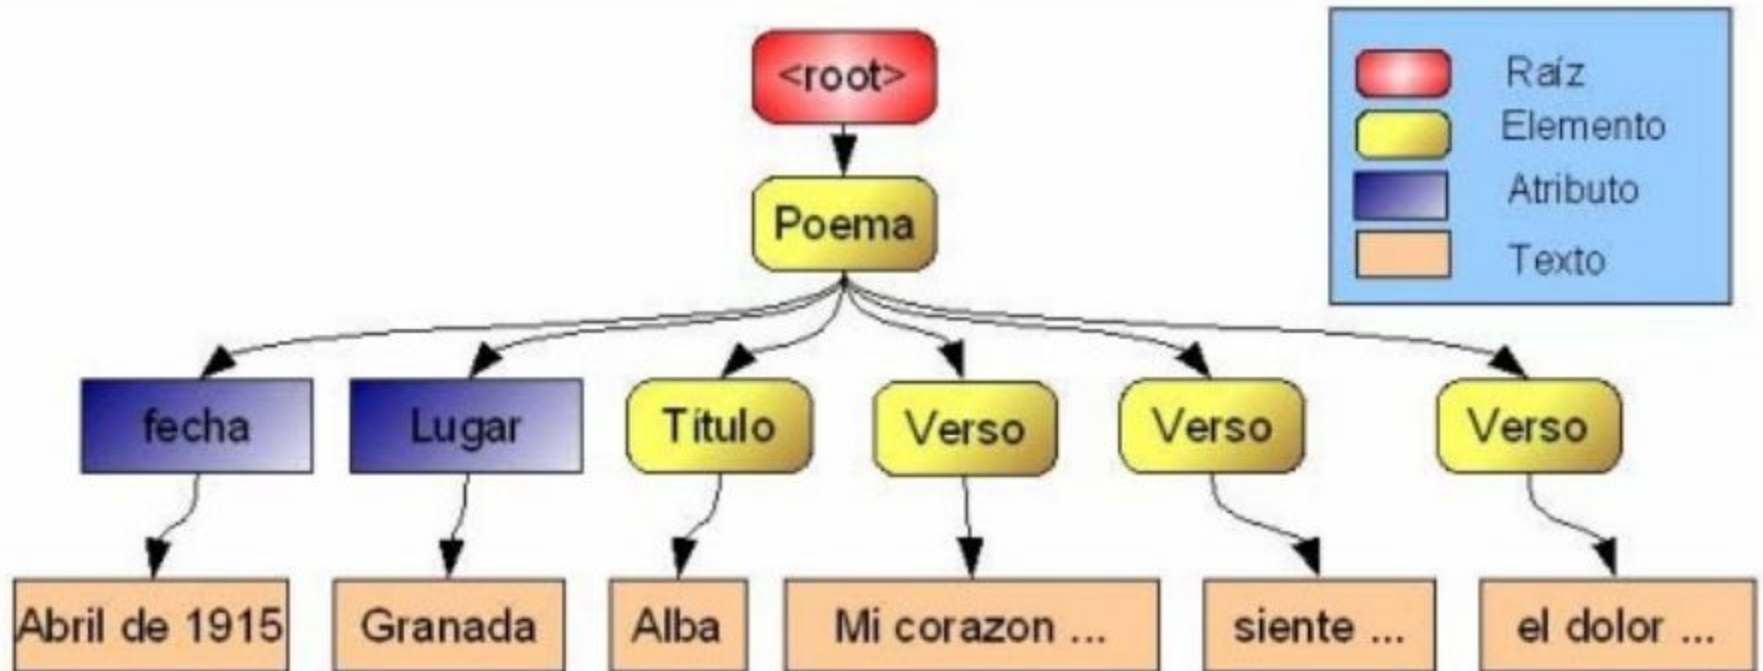 <root>
Raíz
Elemento
Atributo
Texto
Poema
fecha
Lugar
Título
Verso
Verso
Verso
Abril de 1915
Granada
Alba
Mi corazon ...
siente ...
el dolor ...